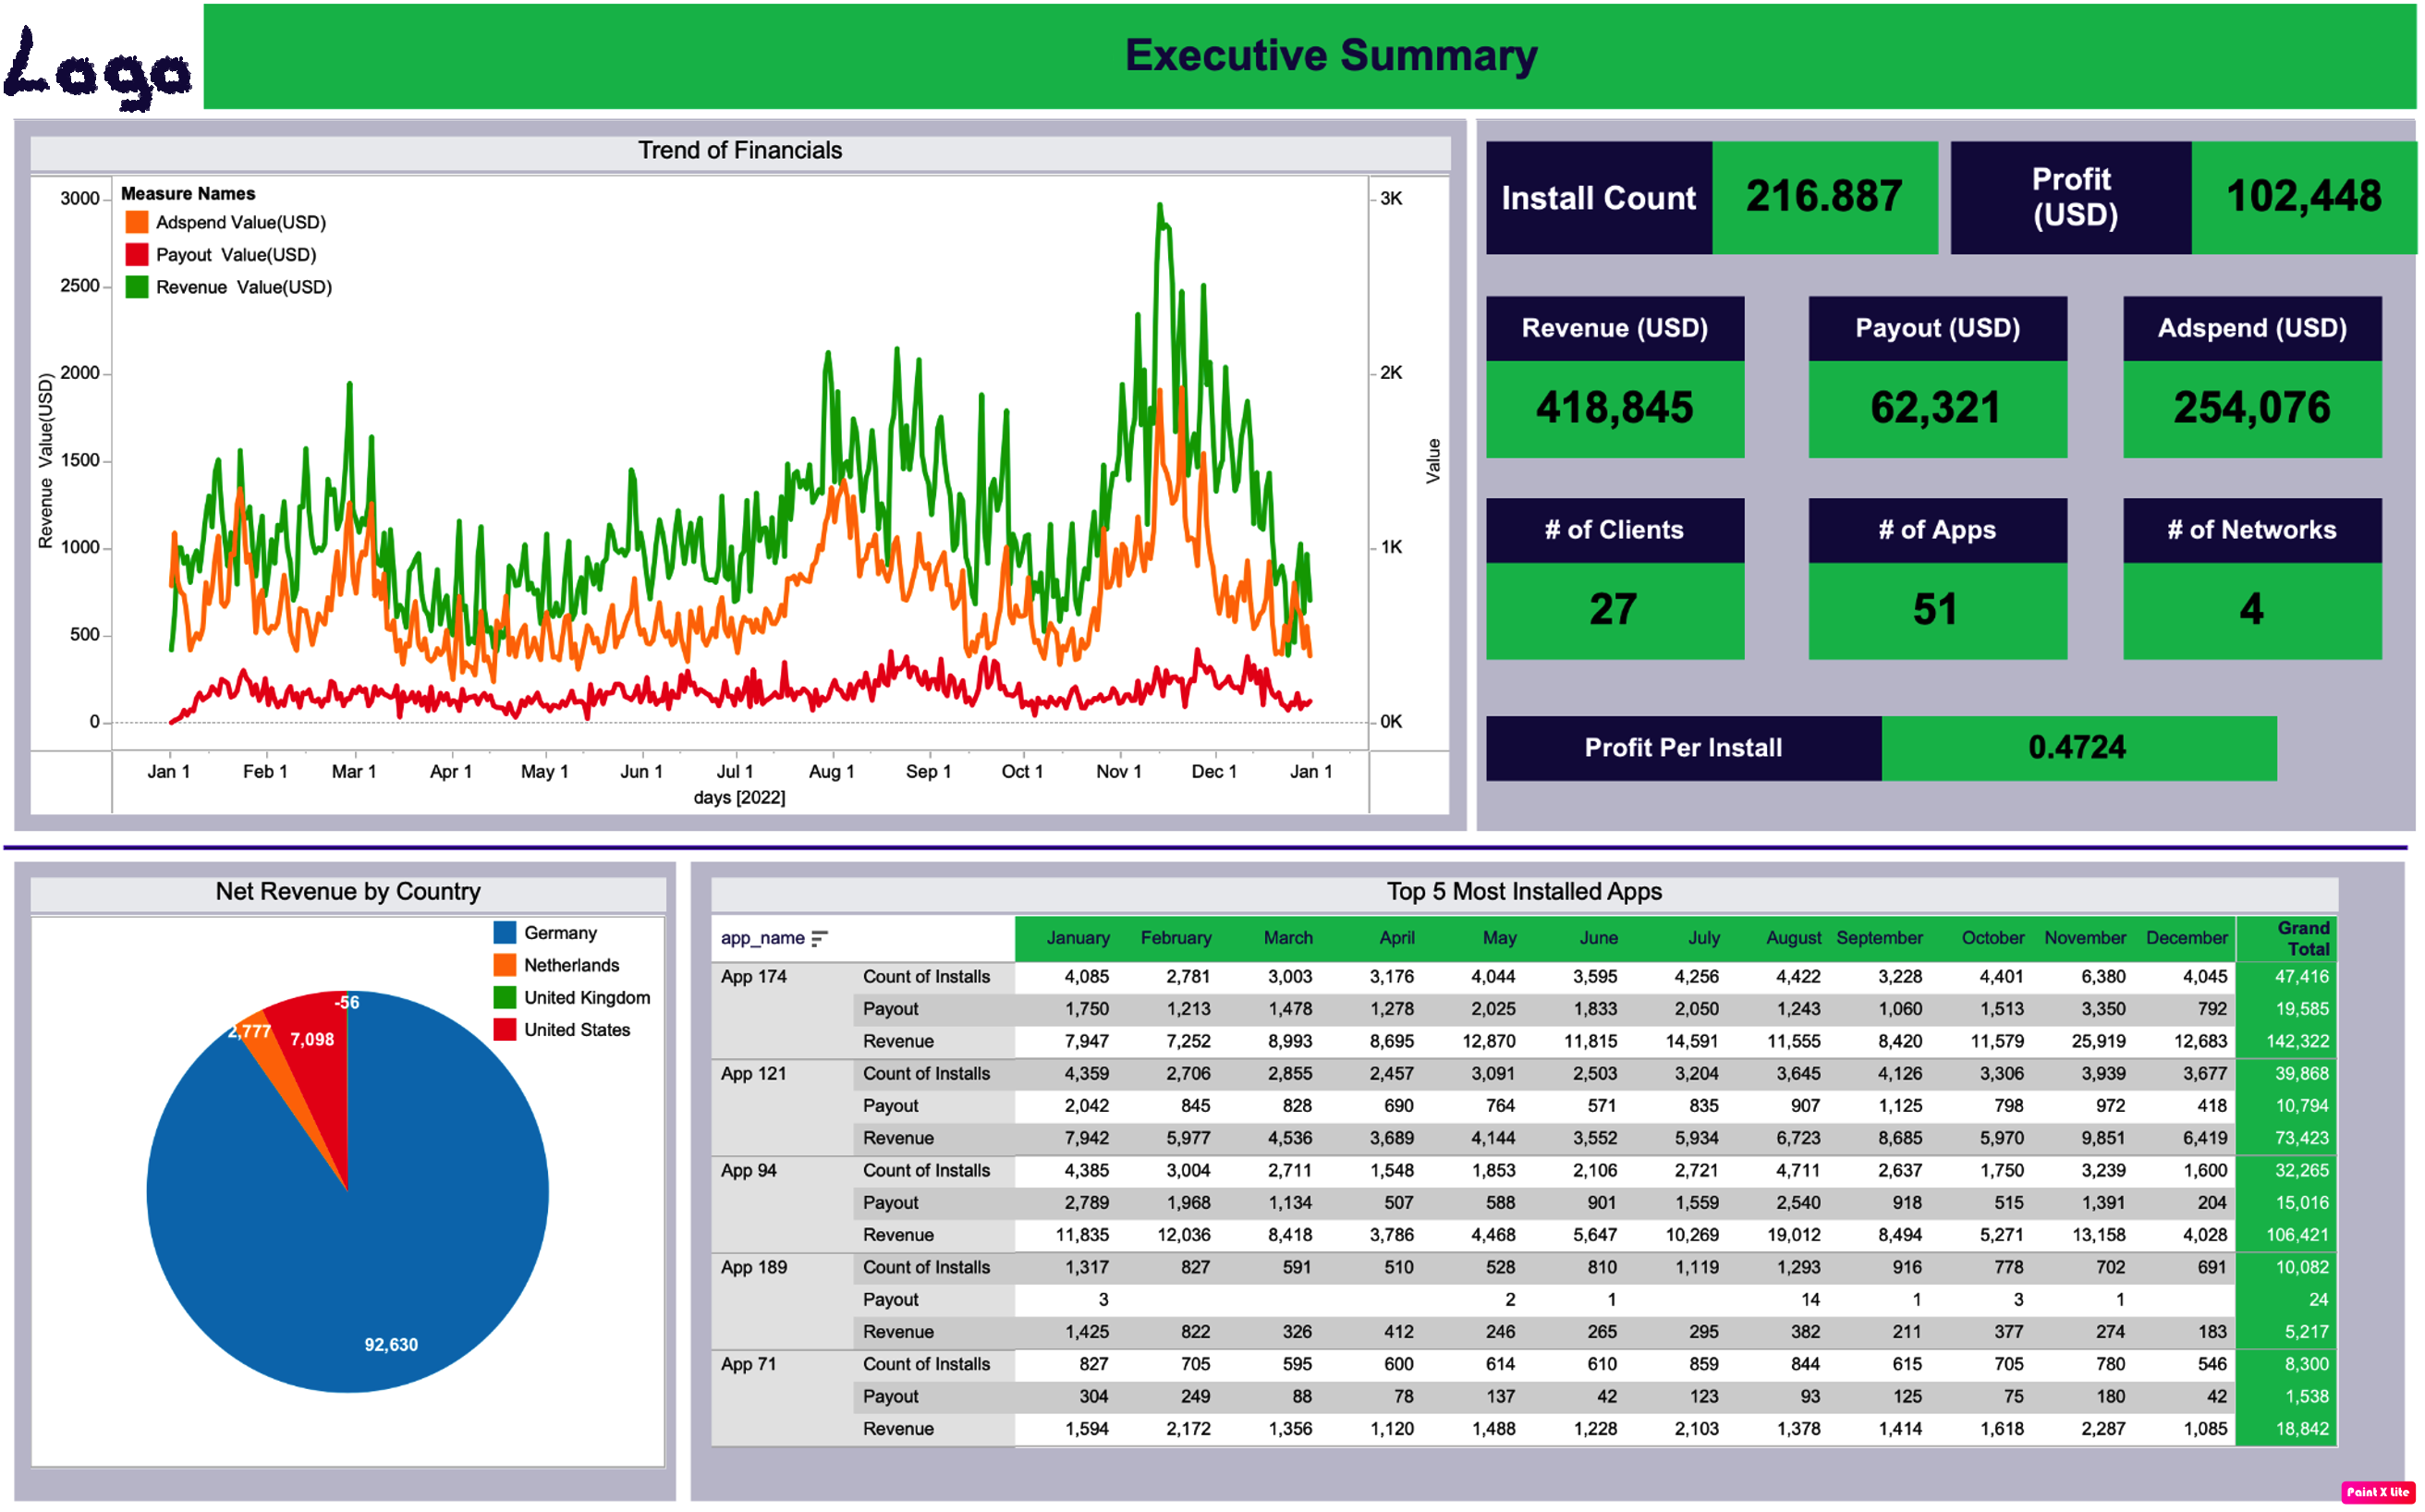 Logo
Executive Summary
Trend of Financials
Measure Names
Adspend Value(USD)
Payout Value(USD)
Revenue Value(USD)
3000
2500
2000
1500
1000
500
0
Revenue Value(USD)
3K
2K
1K
0K
Value
Jan 1 Feb 1 Mar 1 Apr 1 May 1 Jun 1 Jul 1 Aug 1 Sep 1 Oct 1 Nov 1 Dec 1 Jan 1
days [2022]
Install Count 216.887
Profit
(USD)
102,448
Revenue (USD) Payout (USD) Adspend (USD)
418,845 62,321 254,076
# of Clients # of Apps # of Networks
27 51 4
Profit Per Install 0.4724
Net Revenue by Country
Germany
Netherlands
United Kingdom
United States
-56
2,777
7,098
92,630
Top 5 Most Installed Apps
app_name January February March April May June July August September October November December Grand Total
App 174 Count of Installs 4,085 2,781 3,003 3,176 4,044 3,595 4,256 4,422 3,228 4,401 6,380 4,045 47,416
Payout 1,750 1,213 1,478 1,278 2,025 1,833 2,050 1,243 1,060 1,513 3,350 792 19,585
Revenue 7,947 7,252 8,993 8,695 12,870 11,815 14,591 11,555 8,420 11,579 25,919 12,683 142,322
App 121 Count of Installs 4,359 2,706 2,855 2,457 3,091 2,503 3,204 3,645 4,126 3,306 3,939 3,677 39,868
Payout 2,042 845 828 690 764 571 835 907 1,125 798 972 418 10,794
Revenue 7,942 5,977 4,536 3,689 4,144 3,552 5,934 6,723 8,685 5,970 9,851 6,419 73,423
App 94 Count of Installs 4,385 3,004 2,711 1,548 1,853 2,106 2,721 4,711 2,637 1,750 3,239 1,600 32,265
Payout 2,789 1,968 1,134 507 588 901 1,559 2,540 918 515 1,391 204 15,016
Revenue 11,835 12,036 8,418 3,786 4,468 5,647 10,269 19,012 8,494 5,271 13,158 4,028 106,421
App 189 Count of Installs 1,317 827 591 510 528 810 1,119 1,293 916 778 702 691 10,082
Payout 3 2 1 14 1 3 1 24
Revenue 1,425 822 326 412 246 265 295 382 211 377 274 183 5,217
App 71 Count of Installs 827 705 595 600 614 610 859 844 615 705 780 546 8,300
Payout 304 249 88 78 137 42 123 93 125 75 180 42 1,538
Revenue 1,594 2,172 1,356 1,120 1,488 1,228 2,103 1,378 1,414 1,618 2,287 1,085 18,842
Paint X Lite